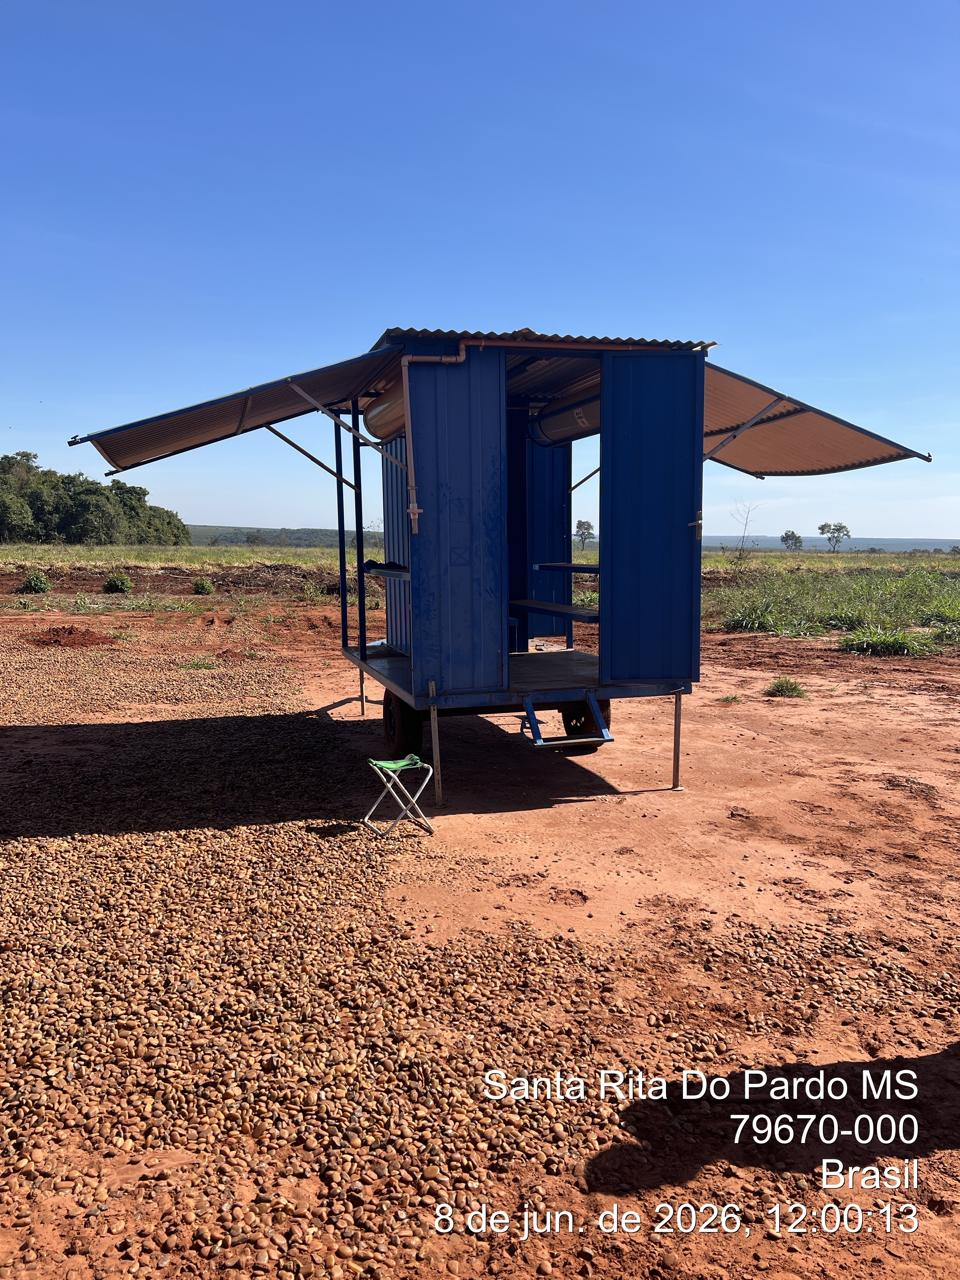 Santa Rita Do Pardo MS
79670-000
Brasil
8 de jun. de 2026, 12:00:13